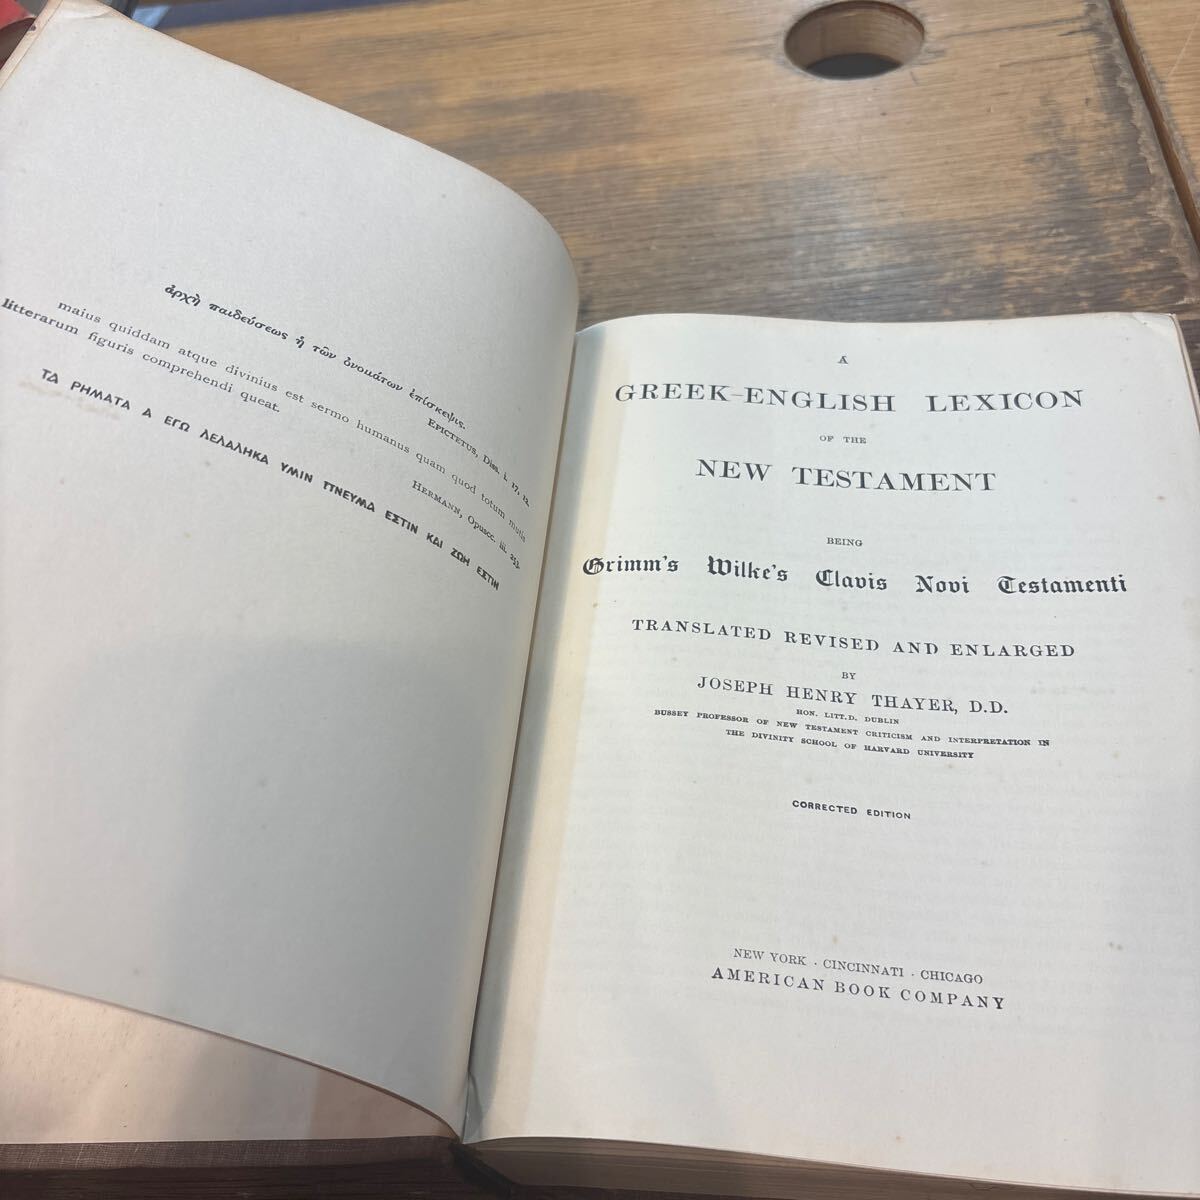 ἀρχὴ παιδεύσεως ἡ τῶν ὀνομάτων ἐπίσκεψις.
EPICTETUS, Diss. i. 17, 12.
maius quiddam atque divinius est sermo humanus quam quod totum mutis
litterarum figuris comprehendi queat.
HERMANN, Opuscc. iii. 253.
ΤΑ ΡΗΜΑΤΑ Α ΕΓΩ ΛΕΛΑΛΗΚΑ ΥΜΙΝ ΠΝΕΥΜΑ ΕΣΤΙΝ ΚΑΙ ΖΩΗ ΕΣΤΙΝ
A
GREEK-ENGLISH LEXICON
OF THE
NEW TESTAMENT
BEING
Grimm's Wilke's Clavis Novi Testamenti
TRANSLATED REVISED AND ENLARGED
BY
JOSEPH HENRY THAYER, D.D.
HON. LITT.D. DUBLIN
BUSSEY PROFESSOR OF NEW TESTAMENT CRITICISM AND INTERPRETATION IN
THE DIVINITY SCHOOL OF HARVARD UNIVERSITY
CORRECTED EDITION
NEW YORK · CINCINNATI · CHICAGO
AMERICAN BOOK COMPANY